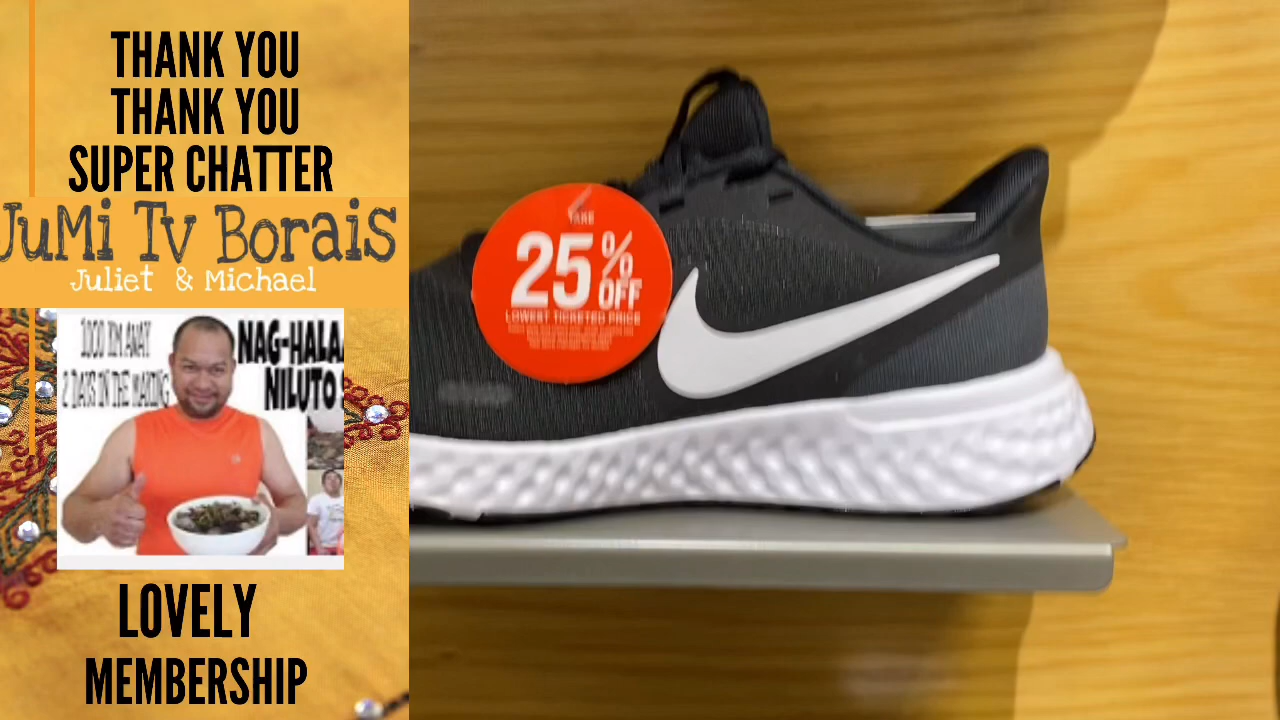 THANK YOU
THANK YOU
SUPER CHATTER
JuMi Tv Borais
Juliet & Michael
1000 KM AWAY
2 DAYS IN THE MAKING
NAG-HALA
NILUTO
LOVELY
MEMBERSHIP
TAKE
25%
OFF
LOWEST TICKETED PRICE